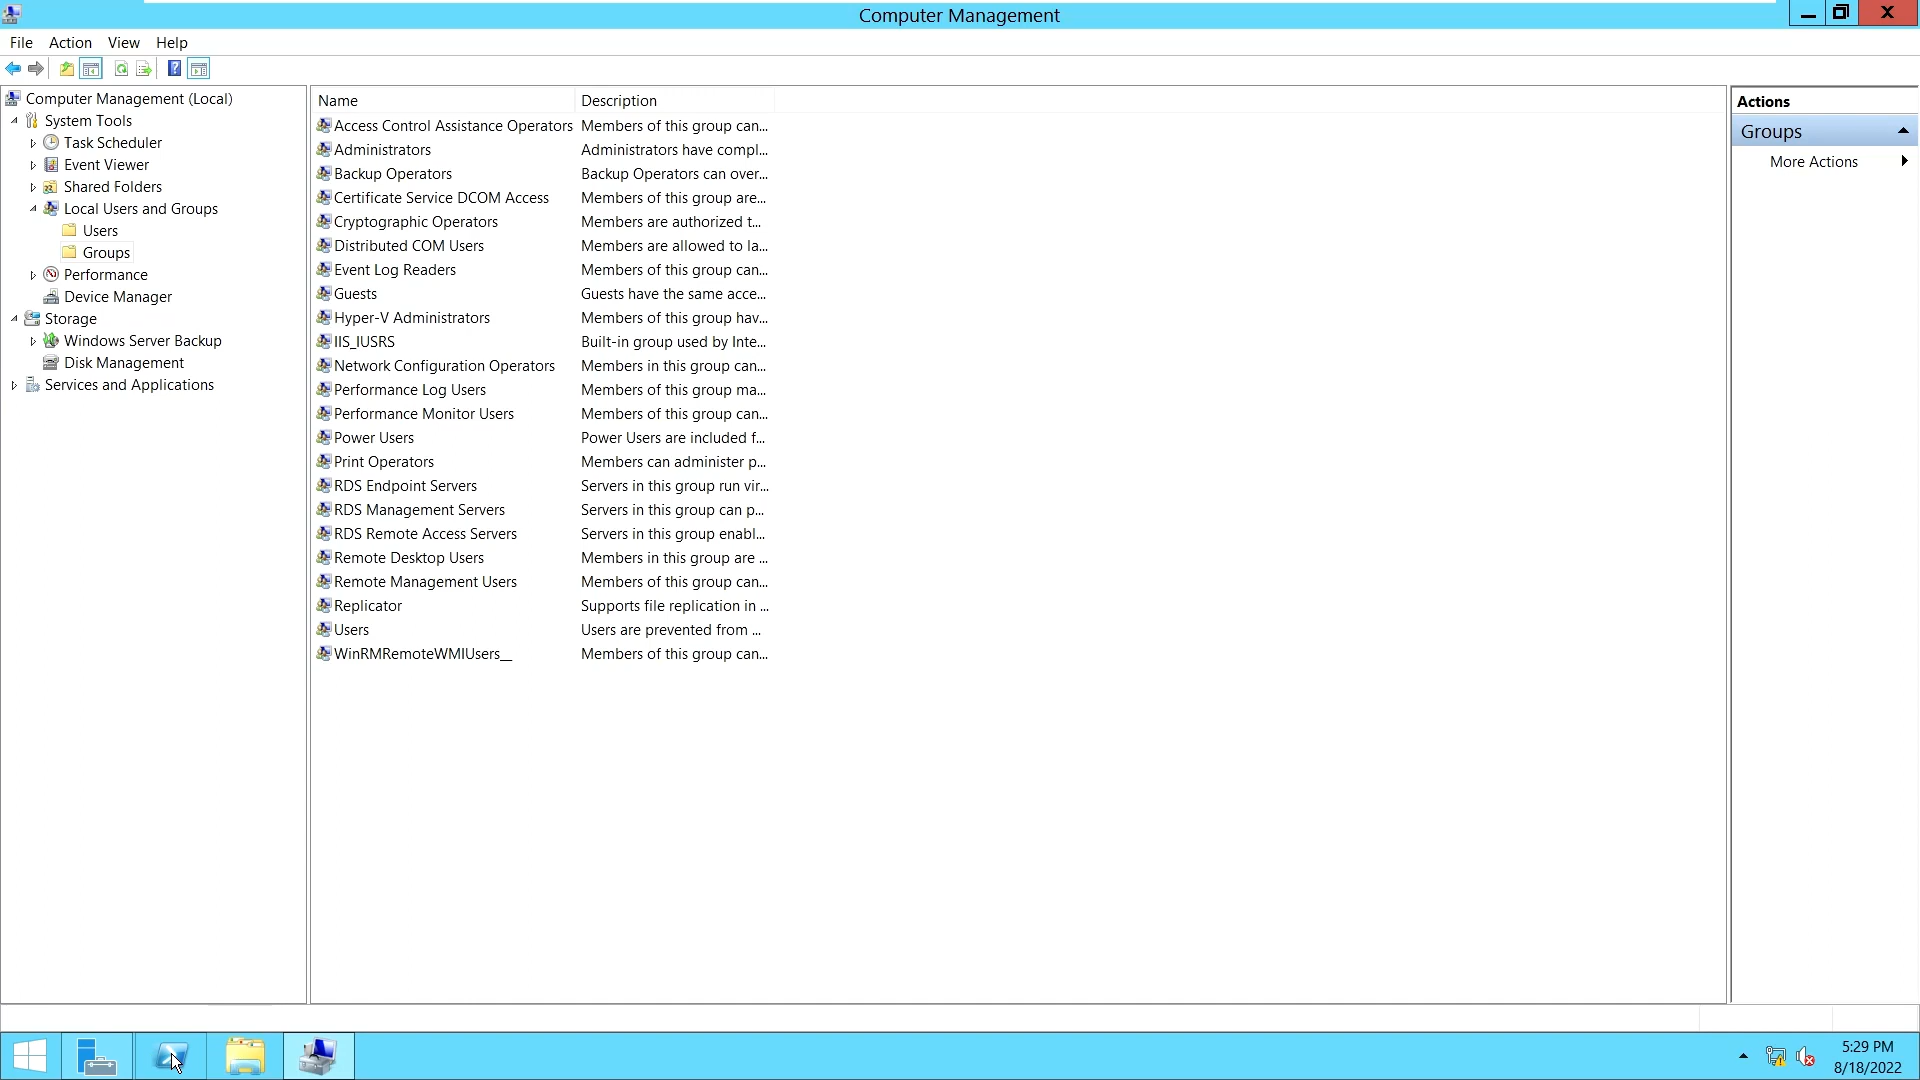 Computer Management
File Action View Help
Computer Management (Local)
System Tools
Task Scheduler
Event Viewer
Shared Folders
Local Users and Groups
Users
Groups
Performance
Device Manager
Storage
Windows Server Backup
Disk Management
Services and Applications
Name Description
Access Control Assistance Operators Members of this group can...
Administrators Administrators have compl...
Backup Operators Backup Operators can over...
Certificate Service DCOM Access Members of this group are...
Cryptographic Operators Members are authorized t...
Distributed COM Users Members are allowed to la...
Event Log Readers Members of this group can...
Guests Guests have the same acce...
Hyper-V Administrators Members of this group hav...
IIS_IUSRS Built-in group used by Inte...
Network Configuration Operators Members in this group can...
Performance Log Users Members of this group ma...
Performance Monitor Users Members of this group can...
Power Users Power Users are included f...
Print Operators Members can administer p...
RDS Endpoint Servers Servers in this group run vir...
RDS Management Servers Servers in this group can p...
RDS Remote Access Servers Servers in this group enabl...
Remote Desktop Users Members in this group are ...
Remote Management Users Members of this group can...
Replicator Supports file replication in ...
Users Users are prevented from ...
WinRMRemoteWMIUsers__ Members of this group can...
Actions
Groups
More Actions
5:29 PM
8/18/2022